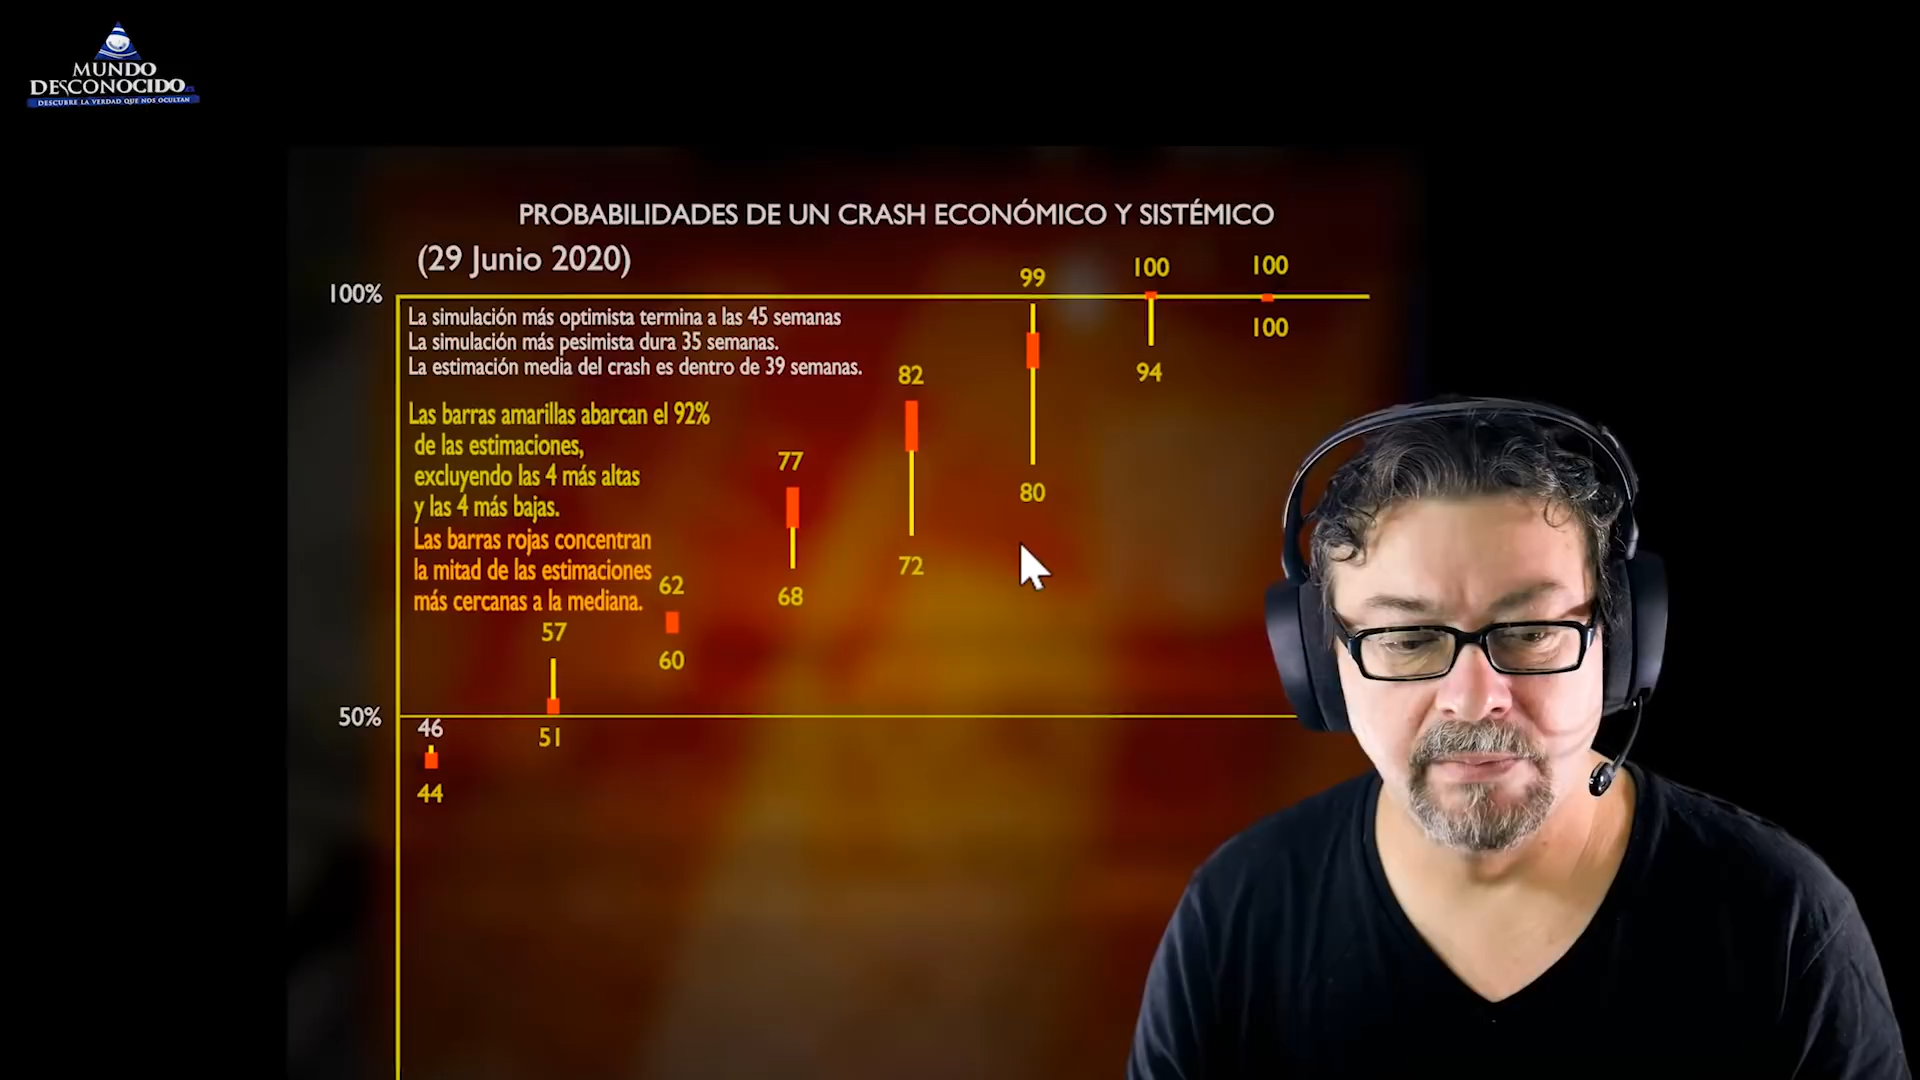 MUNDO
DESCONOCIDO
DESCUBRE LA VERDAD QUE NOS OCULTAN
PROBABILIDADES DE UN CRASH ECONÓMICO Y SISTÉMICO
(29 Junio 2020)
100%
99
100
100
La simulación más optimista termina a las 45 semanas
La simulación más pesimista dura 35 semanas.
La estimación media del crash es dentro de 39 semanas.
100
94
82
Las barras amarillas abarcan el 92%
de las estimaciones,
excluyendo las 4 más altas
y las 4 más bajas.
77
80
Las barras rojas concentran
la mitad de las estimaciones
más cercanas a la mediana.
72
62
68
57
60
50%
46
51
44